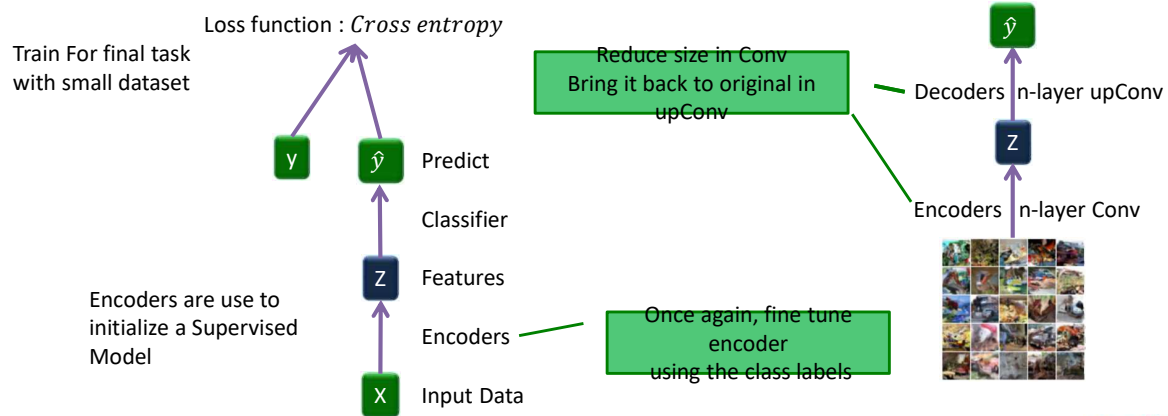 Loss function : Cross entropy
Train For final task
with small dataset
y
ŷ
Predict
Classifier
Z
Features
Encoders are use to
initialize a Supervised
Model
Encoders
X
Input Data
Once again, fine tune
encoder
using the class labels
Reduce size in Conv
Bring it back to original in
upConv
ŷ
Decoders
n-layer upConv
Z
Encoders
n-layer Conv